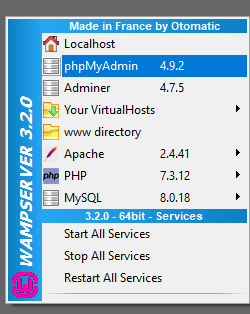 Made in France by Otomatic
Localhost
phpMyAdmin 4.9.2
Adminer 4.7.5
Your VirtualHosts
www directory
Apache 2.4.41
php PHP 7.3.12
MySQL 8.0.18
3.2.0 - 64bit - Services
Start All Services
Stop All Services
Restart All Services
WAMPSERVER 3.2.0